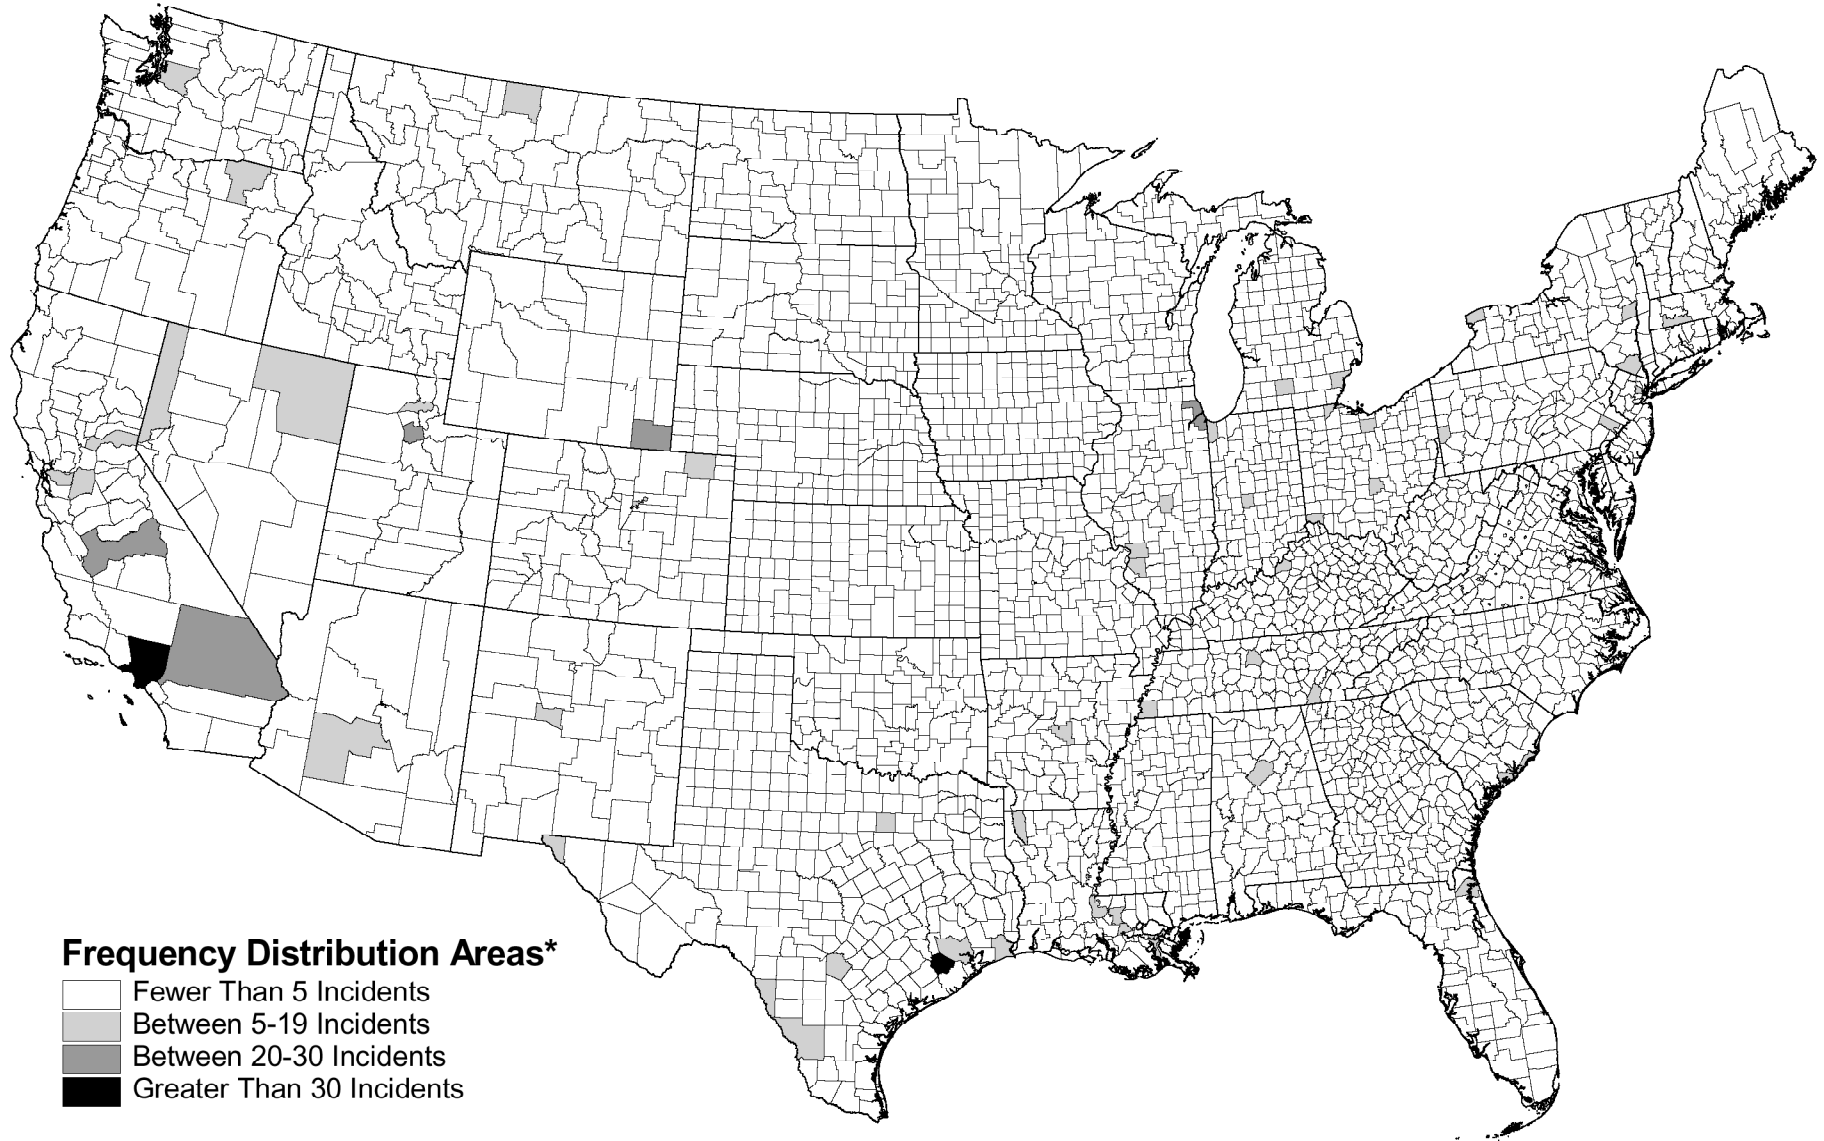 Frequency Distribution Areas*
Fewer Than 5 Incidents
Between 5-19 Incidents
Between 20-30 Incidents
Greater Than 30 Incidents